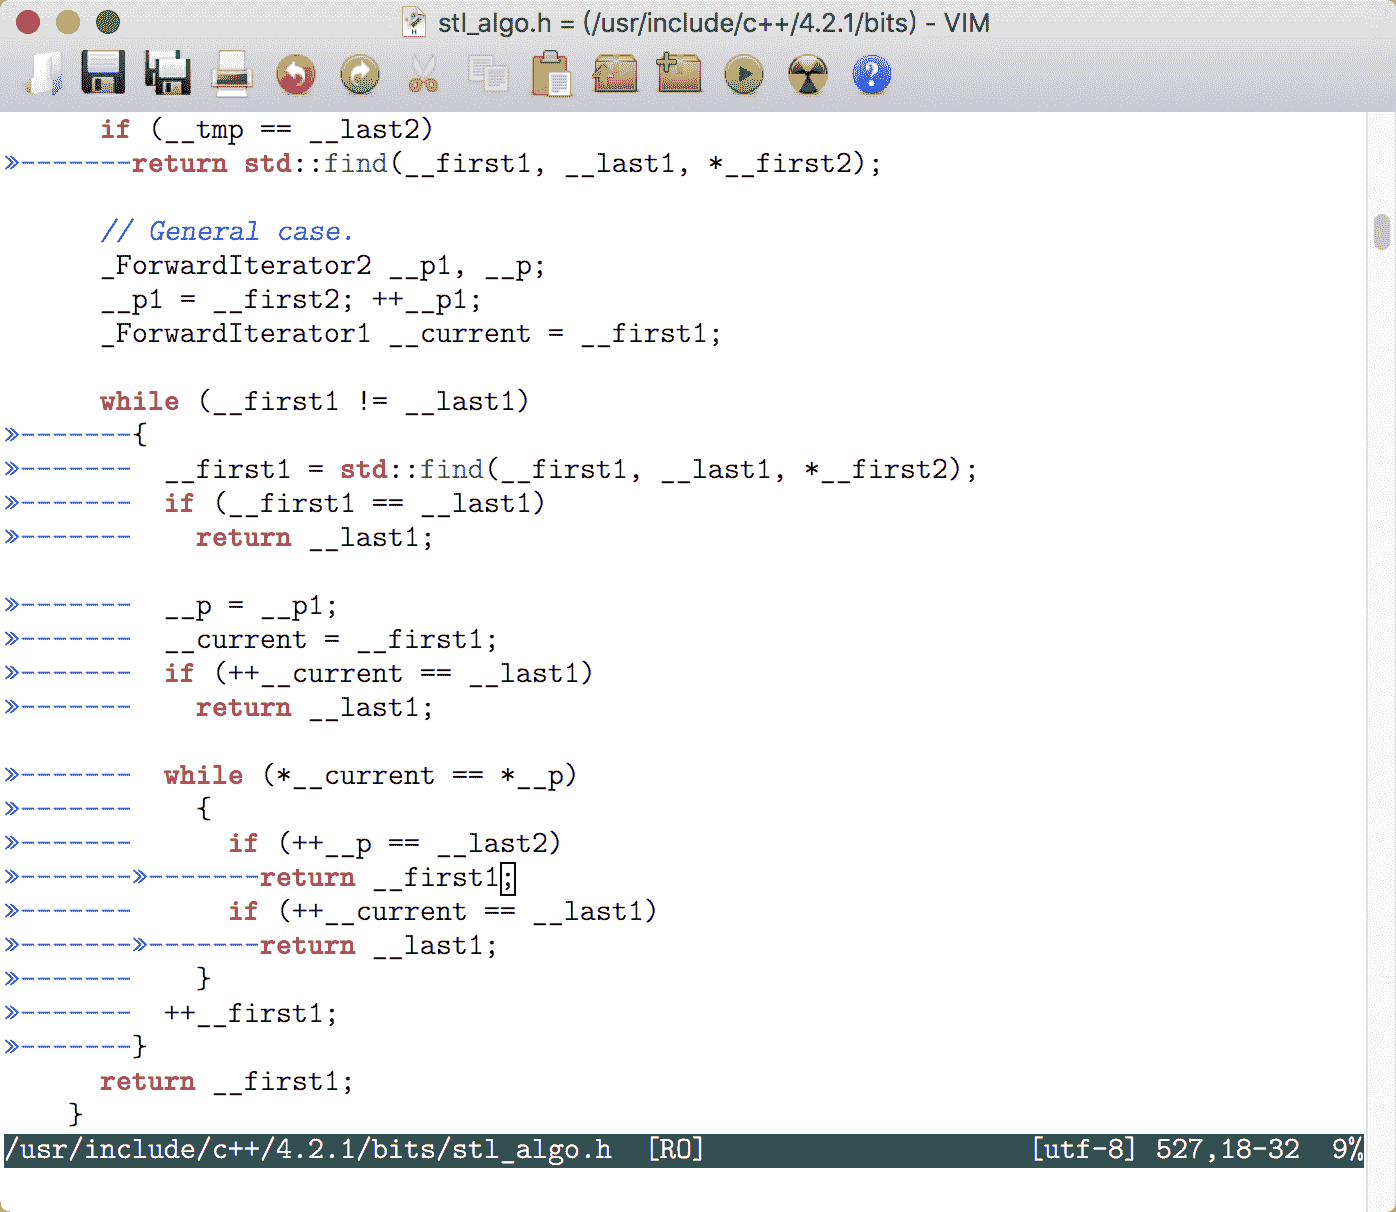 stl_algo.h = (/usr/include/c++/4.2.1/bits) - VIM
      if (__tmp == __last2)
»-------return std::find(__first1, __last1, *__first2);

      // General case.
      _ForwardIterator2 __p1, __p;
      __p1 = __first2; ++__p1;
      _ForwardIterator1 __current = __first1;

      while (__first1 != __last1)
»-------{
»-------  __first1 = std::find(__first1, __last1, *__first2);
»-------  if (__first1 == __last1)
»-------    return __last1;

»-------  __p = __p1;
»-------  __current = __first1;
»-------  if (++__current == __last1)
»-------    return __last1;

»-------  while (*__current == *__p)
»-------    {
»-------      if (++__p == __last2)
»-------»-------return __first1;
»-------      if (++__current == __last1)
»-------»-------return __last1;
»-------    }
»-------  ++__first1;
»-------}
      return __first1;
    }
/usr/include/c++/4.2.1/bits/stl_algo.h  [RO] [utf-8] 527,18-32  9%